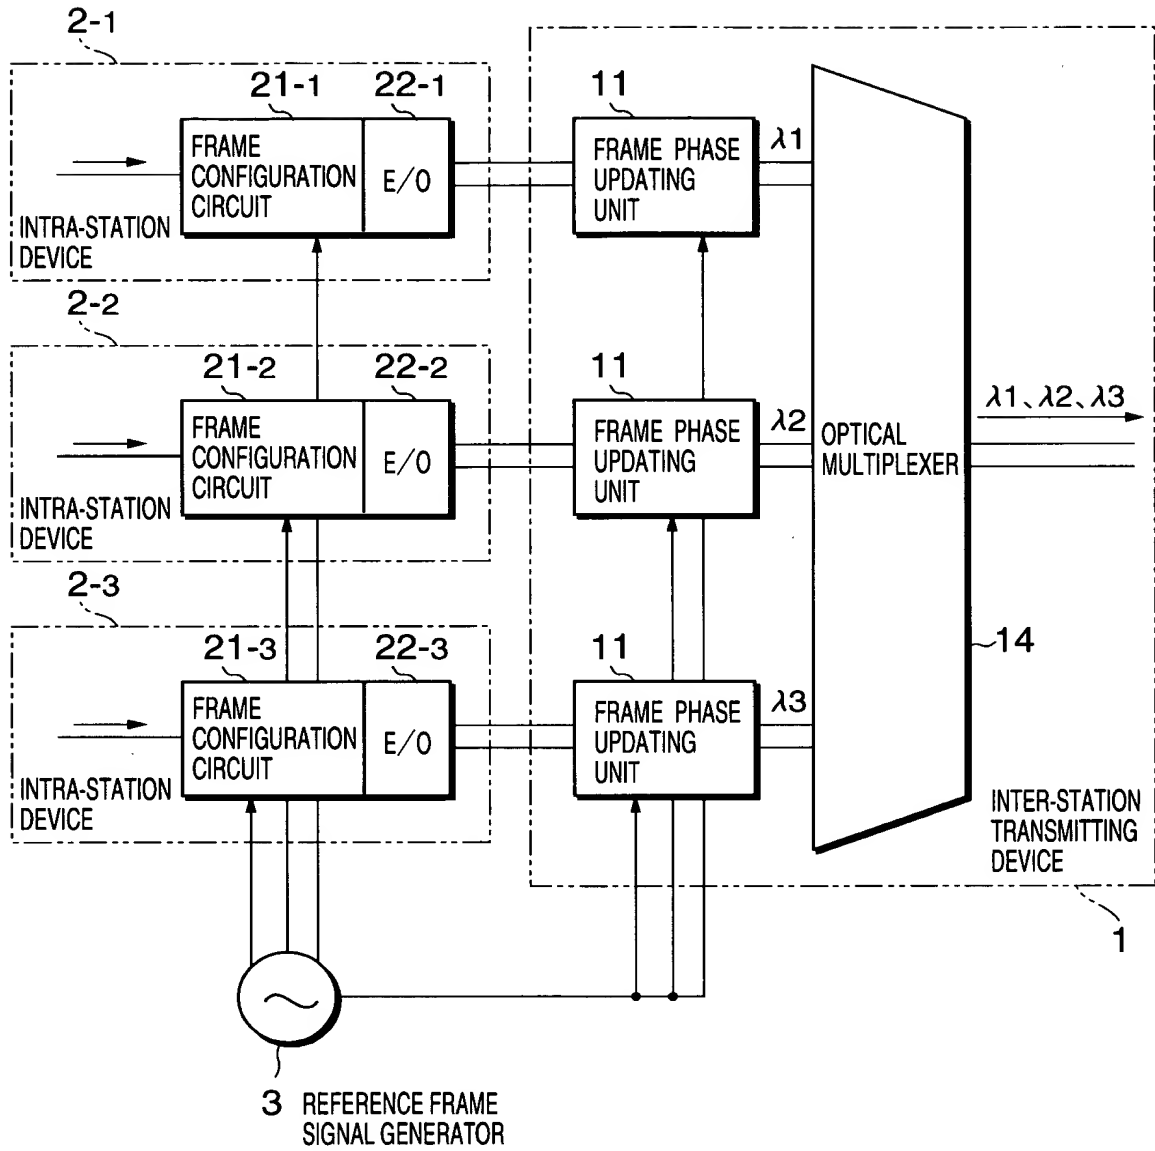 2-1
21-1
22-1
11
FRAME
CONFIGURATION
CIRCUIT
E/O
FRAME PHASE
UPDATING
UNIT
λ1
INTRA-STATION
DEVICE
2-2
21-2
22-2
11
FRAME
CONFIGURATION
CIRCUIT
E/O
FRAME PHASE
UPDATING
UNIT
λ2
OPTICAL
MULTIPLEXER
λ1、λ2、λ3
INTRA-STATION
DEVICE
2-3
21-3
22-3
11
14
FRAME
CONFIGURATION
CIRCUIT
E/O
FRAME PHASE
UPDATING
UNIT
λ3
INTRA-STATION
DEVICE
INTER-STATION
TRANSMITTING
DEVICE
1
3
REFERENCE FRAME
SIGNAL GENERATOR